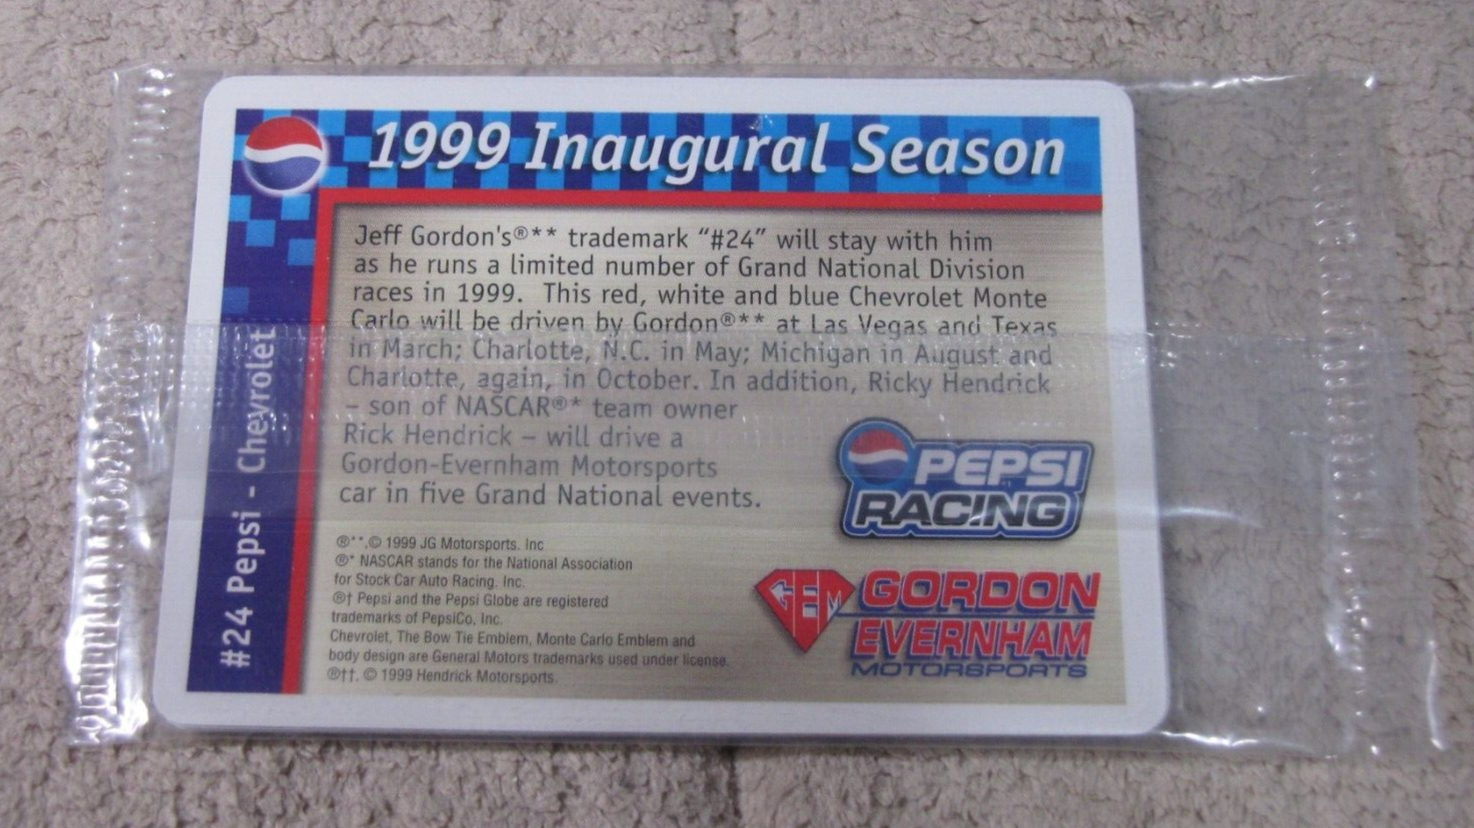 1999 Inaugural Season
Jeff Gordon's®** trademark “#24” will stay with him
as he runs a limited number of Grand National Division
races in 1999. This red, white and blue Chevrolet Monte
Carlo will be driven by Gordon®** at Las Vegas and Texas
in March; Charlotte, N.C. in May; Michigan in August and
Charlotte, again, in October. In addition, Ricky Hendrick
– son of NASCAR®* team owner
Rick Hendrick – will drive a
Gordon-Evernham Motorsports
car in five Grand National events.
#24 Pepsi - Chevrolet
PEPSI
RACING
®**,© 1999 JG Motorsports. Inc
®* NASCAR stands for the National Association
for Stock Car Auto Racing. Inc.
®† Pepsi and the Pepsi Globe are registered
trademarks of PepsiCo, Inc.
Chevrolet, The Bow Tie Emblem, Monte Carlo Emblem and
body design are General Motors trademarks used under license.
®††. © 1999 Hendrick Motorsports.
GEM
GORDON
EVERNHAM
MOTORSPORTS